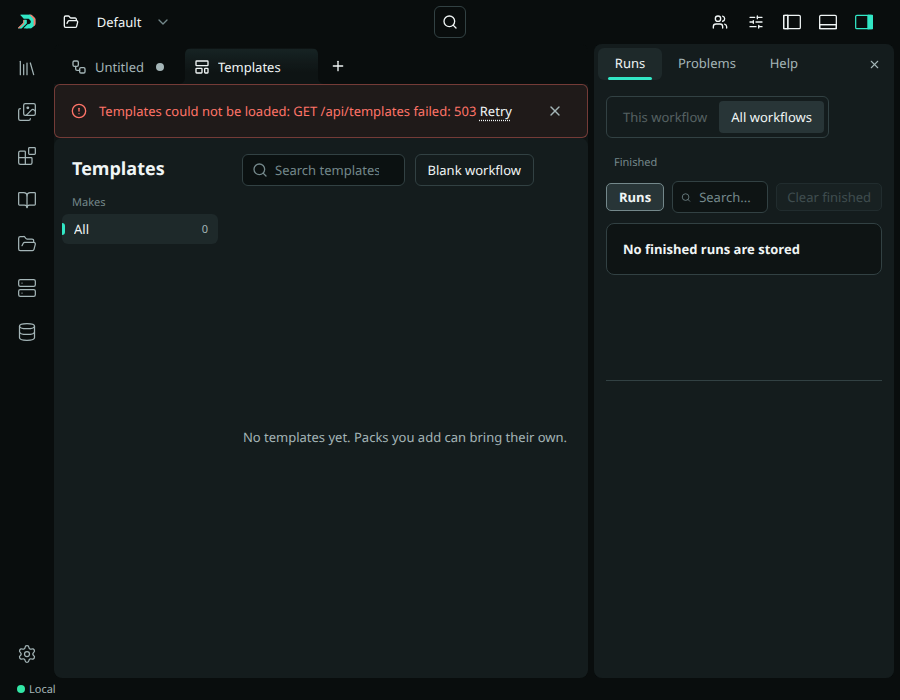 Default
Untitled
Templates
Templates could not be loaded: GET /api/templates failed: 503 Retry
Templates
Search templates
Blank workflow
Makes
All
0
No templates yet. Packs you add can bring their own.
Runs
Problems
Help
This workflow
All workflows
Finished
Runs
Search...
Clear finished
No finished runs are stored
Local